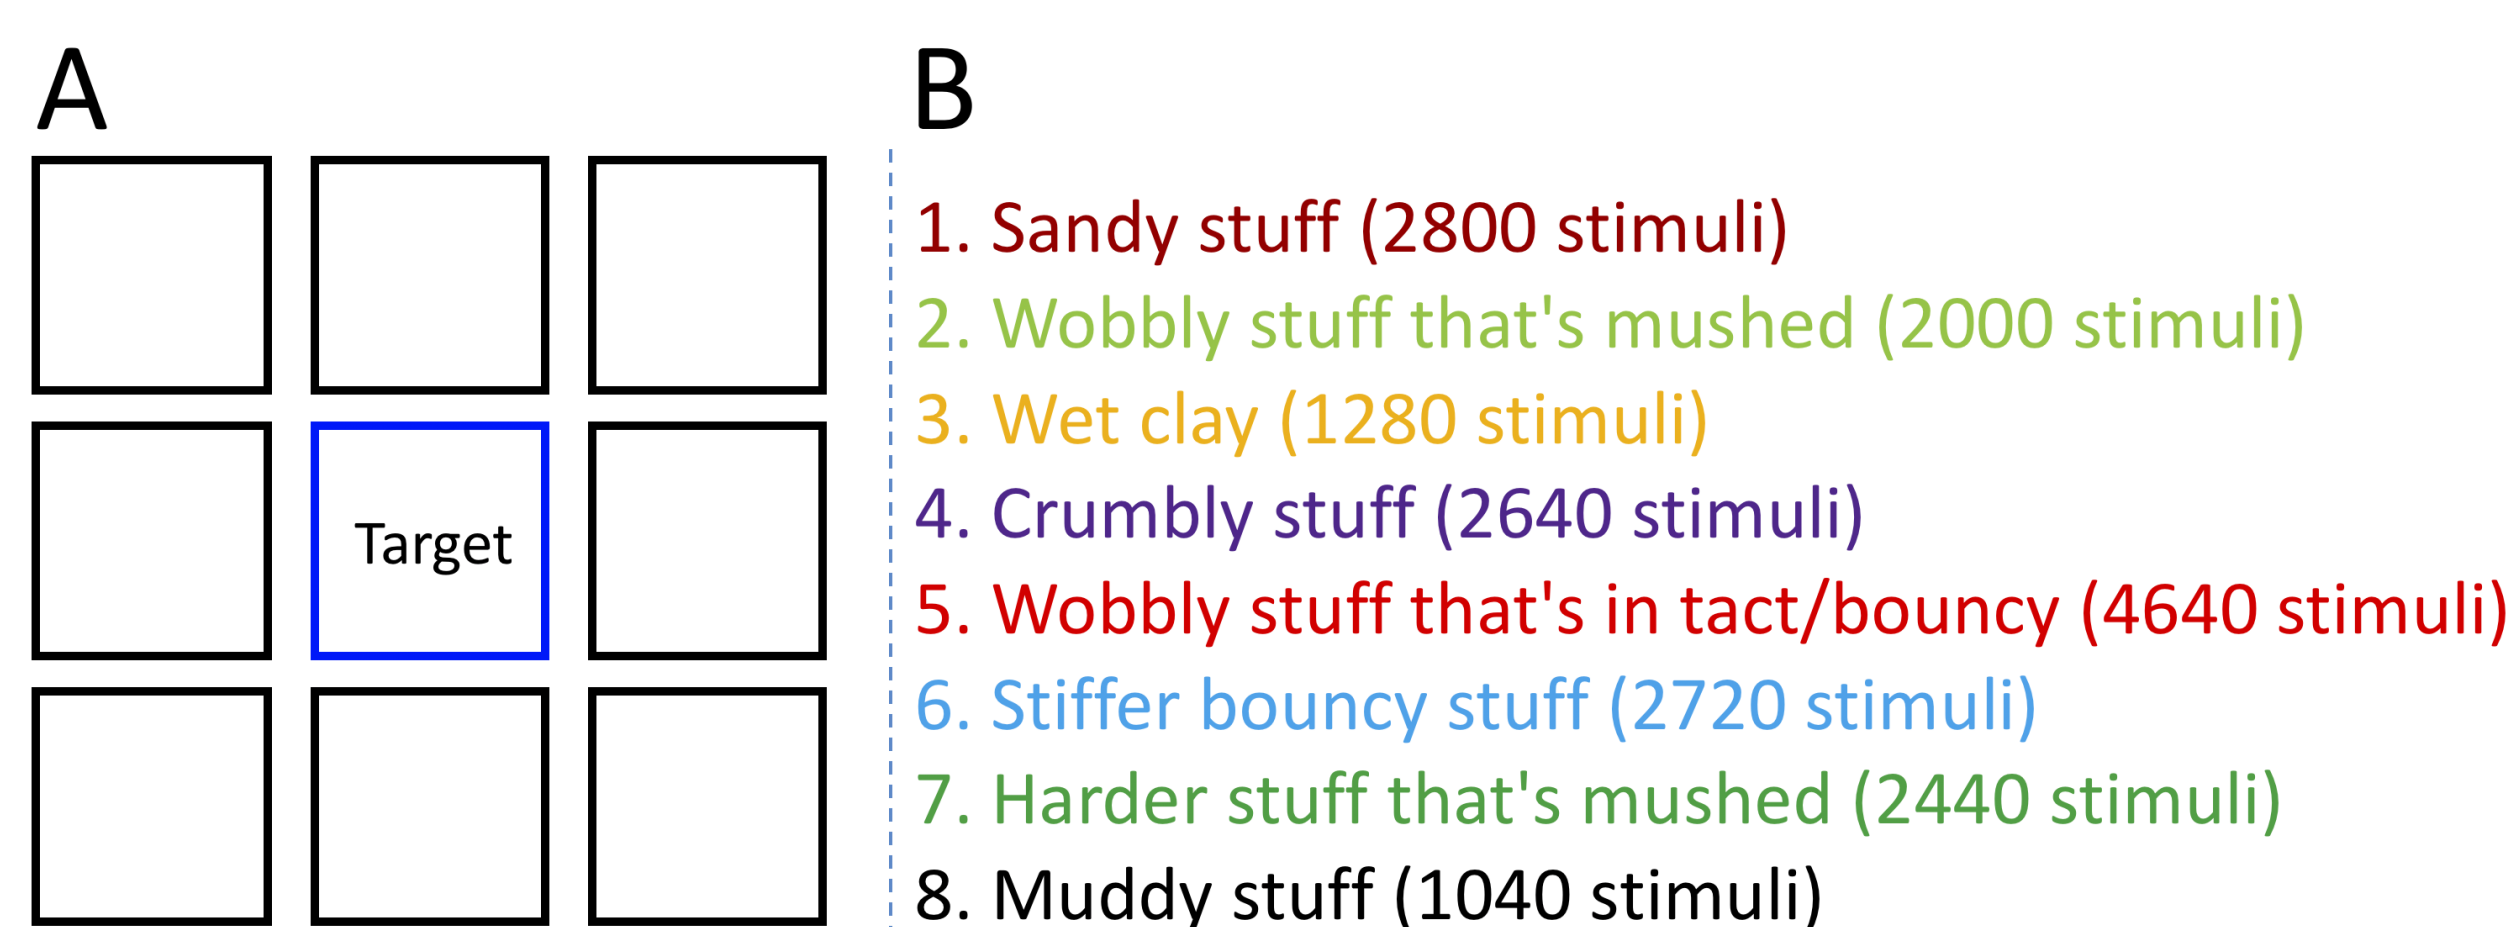 A
B
Target
1. Sandy stuff (2800 stimuli)
2. Wobbly stuff that's mushed (2000 stimuli)
3. Wet clay (1280 stimuli)
4. Crumbly stuff (2640 stimuli)
5. Wobbly stuff that's in tact/bouncy (4640 stimuli)
6. Stiffer bouncy stuff (2720 stimuli)
7. Harder stuff that's mushed (2440 stimuli)
8. Muddy stuff (1040 stimuli)